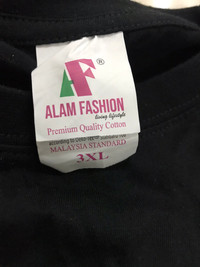 AF®
ALAM FASHION
living lifestyle
Premium Quality Cotton
MALAYSIA STANDARD
3XL